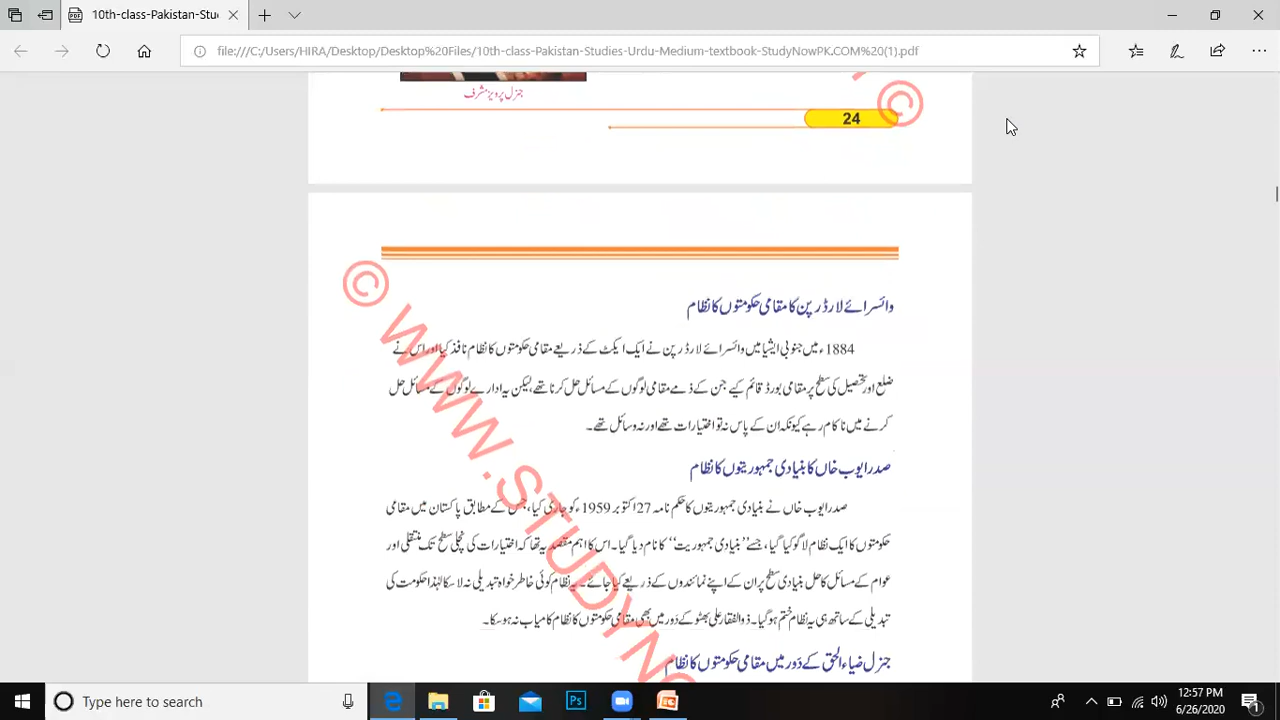 10th-class-Pakistan-Stu
file:///C:/Users/HIRA/Desktop/Desktop%20Files/10th-class-Pakistan-Studies-Urdu-Medium-textbook-StudyNowPK.COM%20(1).pdf
جنرل پرویز مشرف
©
24
وائسرائے لارڈ رپن کا مقامی حکومتوں کا نظام
1884ء میں جنوبی ایشیا میں وائسرائے لارڈ رپن نے ایک ایکٹ کے ذریعے مقامی حکومتوں کا نظام نافذ کیا اور اس نے
ضلع اور تحصیل کی سطح پر مقامی بورڈ قائم کیے جن کے ذمے مقامی لوگوں کے مسائل حل کرنا تھے لیکن یہ ادارے لوگوں کے مسائل حل
کرنے میں ناکام رہے کیونکہ ان کے پاس نہ تو اختیارات تھے اور نہ وسائل تھے۔
صدر ایوب خاں کا بنیادی جمہوریتوں کا نظام
صدر ایوب خاں نے بنیادی جمہوریتوں کا حکم نامہ 27 اکتوبر 1959ء کو جاری کیا، جس کے مطابق پاکستان میں مقامی
حکومتوں کا ایک نظام لاگو کیا گیا، جسے ’’بنیادی جمہوریت‘‘ کا نام دیا گیا۔ اس کا اہم مقصد یہ تھا کہ اختیارات کی نچلی سطح تک منتقلی اور
عوام کے مسائل کا حل بنیادی سطح پر ان کے اپنے نمائندوں کے ذریعے کیا جائے۔ یہ نظام کوئی خاطر خواہ تبدیلی نہ لا سکا لہٰذا حکومت کی
تبدیلی کے ساتھ ہی یہ نظام ختم ہو گیا۔ ذوالفقار علی بھٹو کے دَور میں بھی مقامی حکومتوں کا نظام کامیاب نہ ہو سکا۔
جنرل ضیاء الحق کے دَور میں مقامی حکومتوں کا نظام
© WWW.STUDYN
Type here to search
12:57 PM
6/26/2020